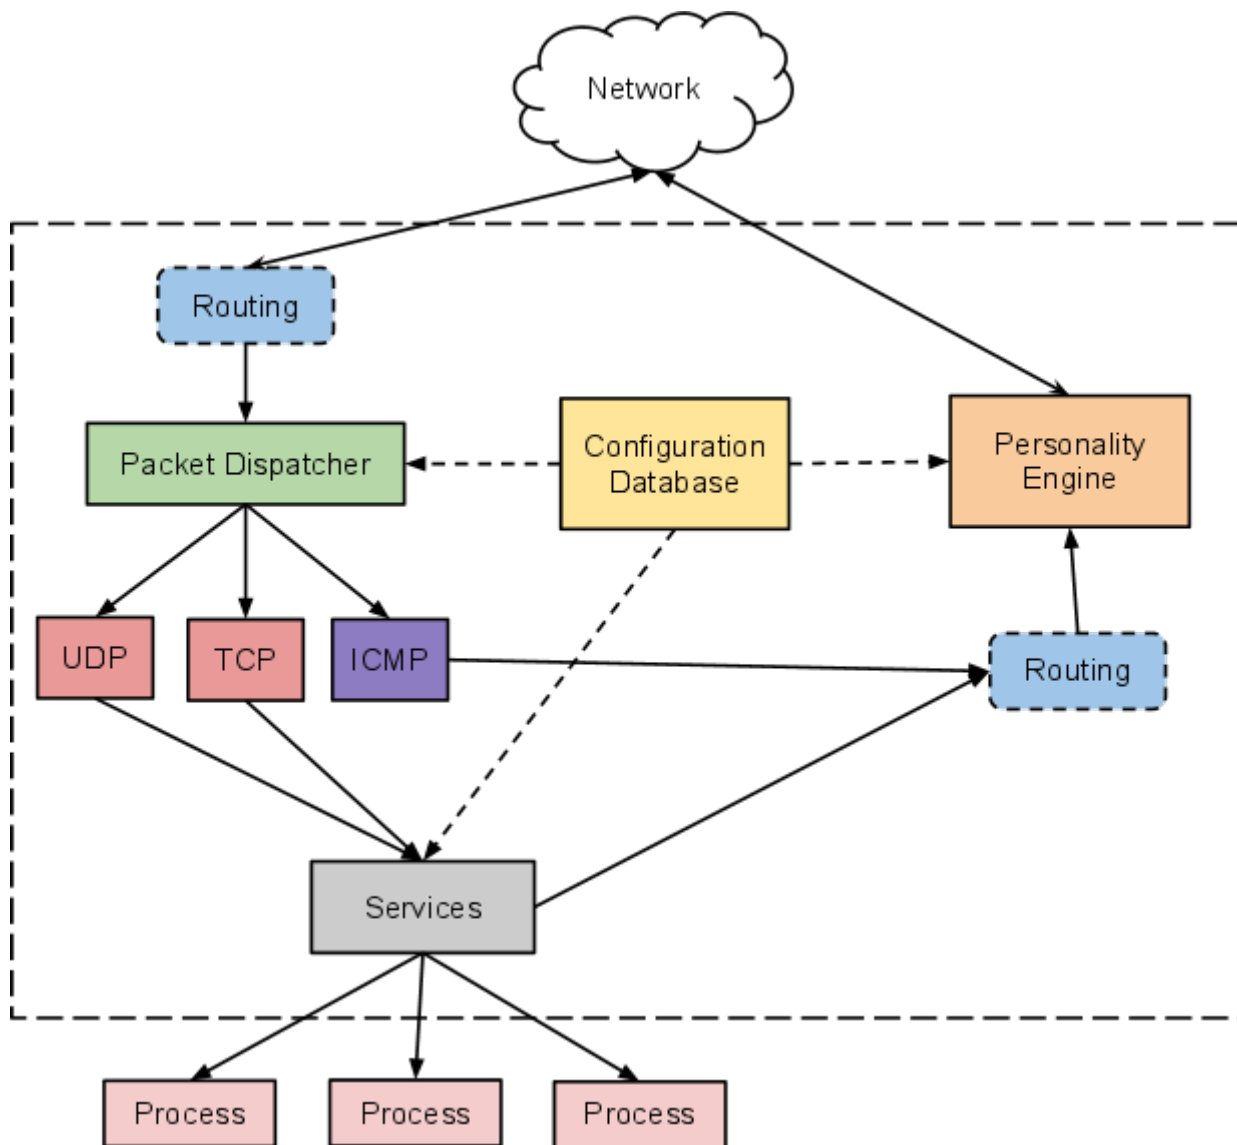 Network
Routing
Packet Dispatcher
Configuration
Database
Personality
Engine
UDP
TCP
ICMP
Routing
Services
Process
Process
Process